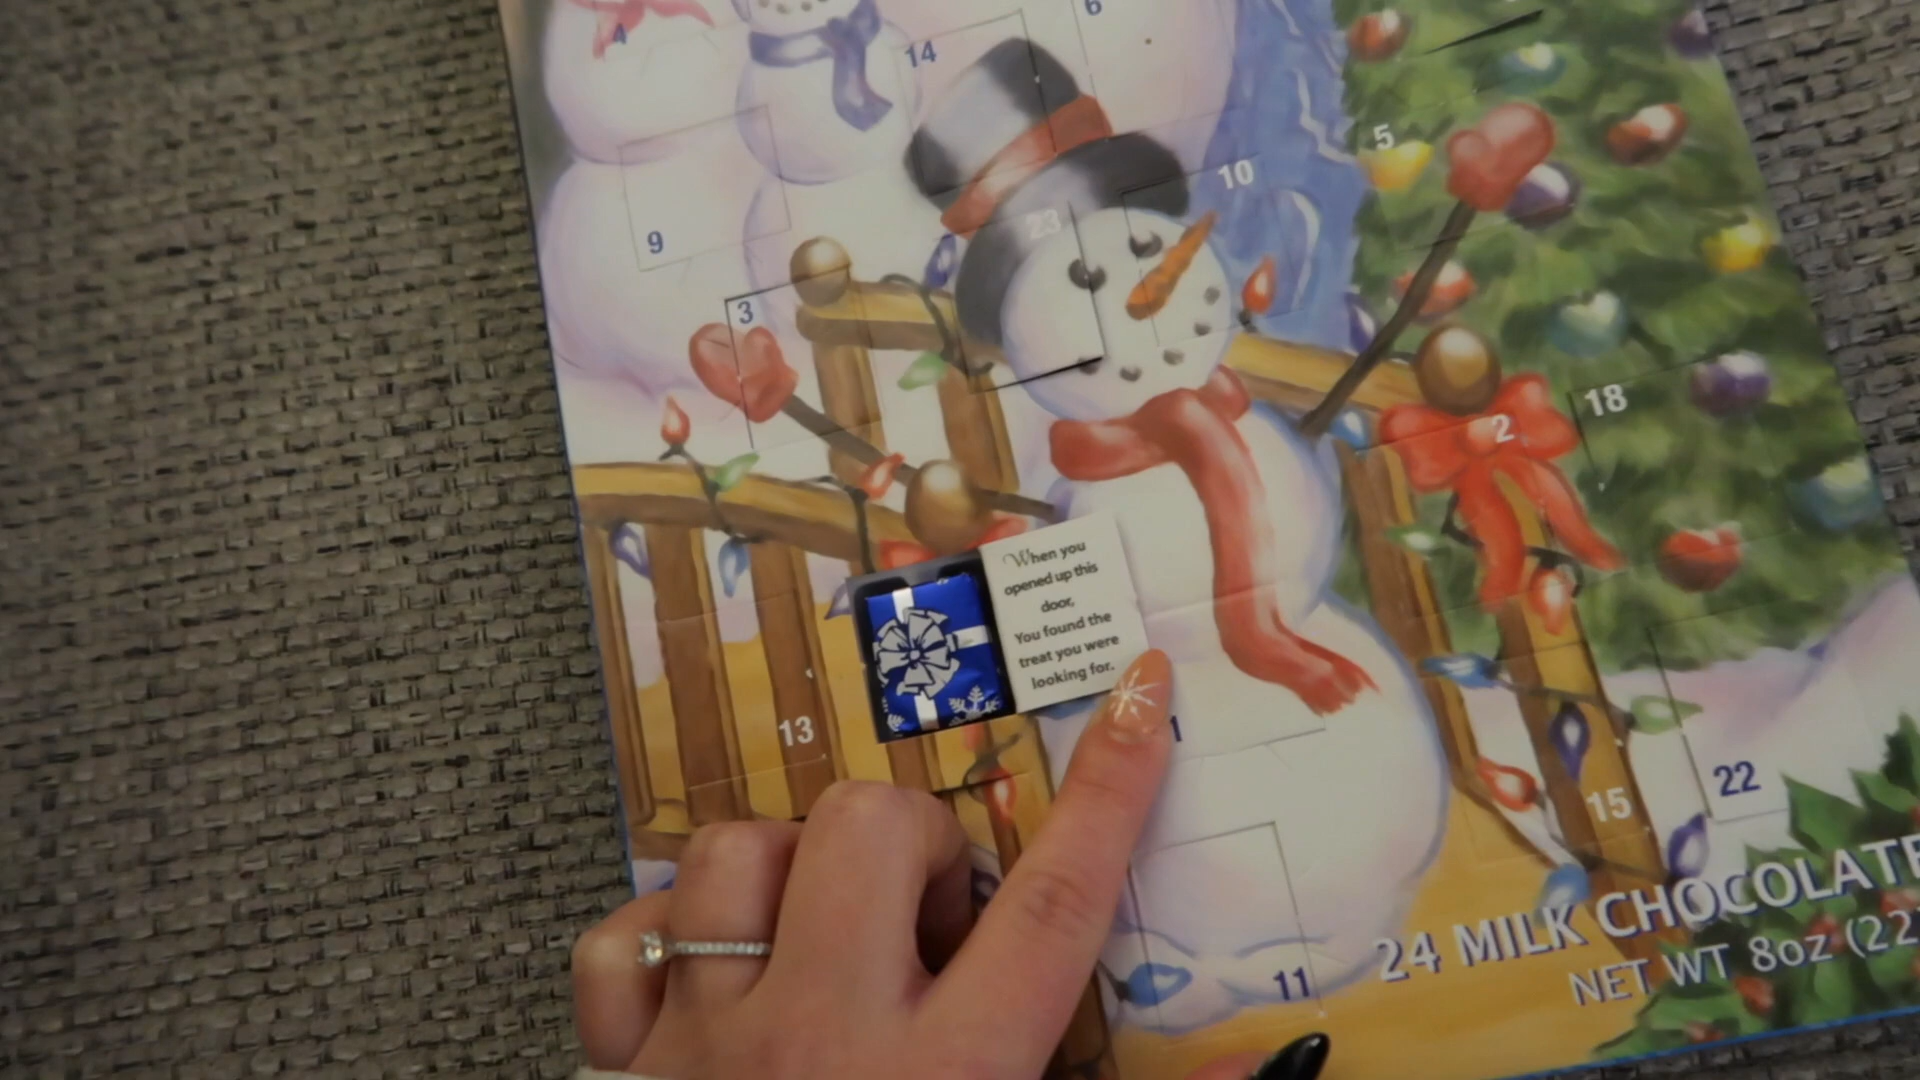 4
14
6
5
10
9
23
3
18
2
When you
opened up this
door,
You found the
treat you were
looking for.
13
1
22
15
24 MILK CHOCOLATE
NET WT 8oz (22
11